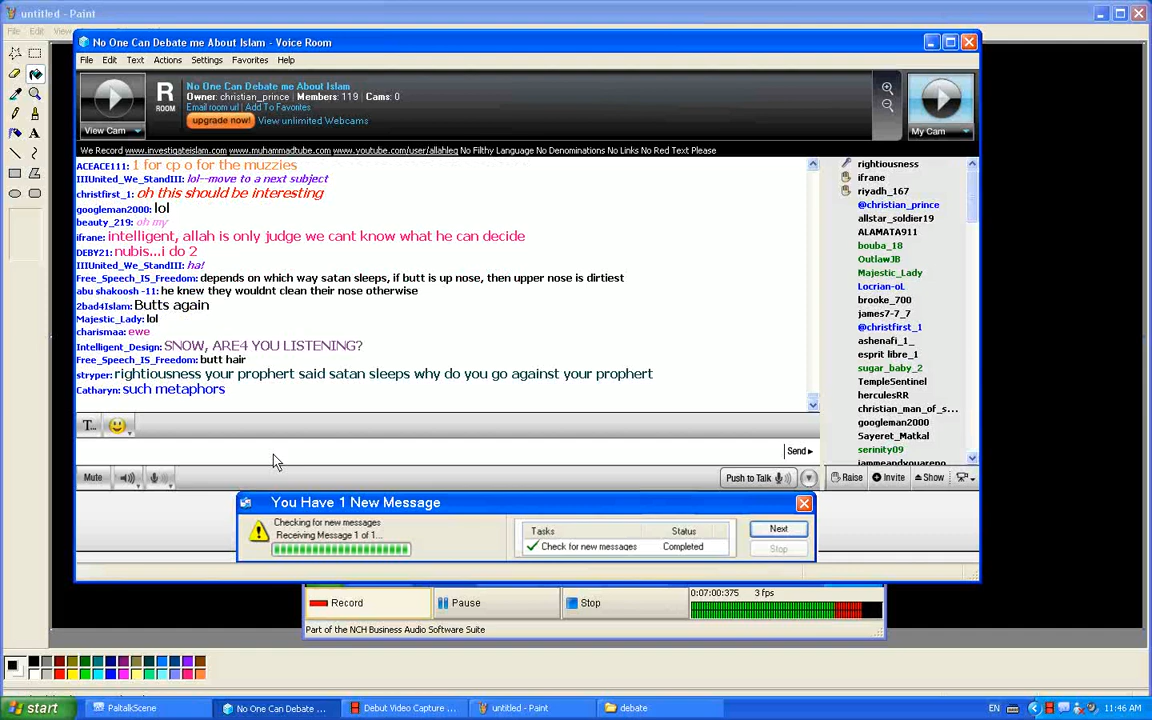 untitled - Paint
File Edit View
No One Can Debate me About Islam - Voice Room
File Edit Text Actions Settings Favorites Help
View Cam
R
ROOM
No One Can Debate me About Islam
Owner: christian_prince | Members: 119 | Cams: 0
Email room url | Add To Favorites
upgrade now! View unlimited Webcams
My Cam
We Record www.investigateislam.com www.muhammadtube.com www.youtube.com/user/allahleg No Filthy Language No Denominations No Links No Red Text Please
ACEACE111: 1 for cp o for the muzzies
IIIUnited_We_StandIII: lol--move to a next subject
christfirst_1: oh this should be interesting
googleman2000: lol
beauty_219: oh my
ifrane: intelligent, allah is only judge we cant know what he can decide
DEBY21: nubis...i do 2
IIIUnited_We_StandIII: ha!
Free_Speech_IS_Freedom: depends on which way satan sleeps, if butt is up nose, then upper nose is dirtiest
abu shakoosh -11: he knew they wouldnt clean their nose otherwise
2bad4Islam: Butts again
Majestic_Lady: lol
charismaa: ewe
Intelligent_Design: SNOW, ARE4 YOU LISTENING?
Free_Speech_IS_Freedom: butt hair
stryper: rightiousness your prophert said satan sleeps why do you go against your prophert
Catharyn: such metaphors
rightiousness
ifrane
riyadh_167
@christian_prince
allstar_soldier19
ALAMATA911
bouba_18
OutlawJB
Majestic_Lady
Locrian-oL
brooke_700
james7-7_7
@christfirst_1
ashenafi_1_
esprit libre_1
sugar_baby_2
TempleSentinel
herculesRR
christian_man_of_s...
googleman2000
Sayeret_Matkal
serinity09
iammeandyouareno
T...
Send
Mute
Push to Talk
Raise Invite Show
You Have 1 New Message
Checking for new messages
Receiving Message 1 of 1...
Tasks Status
Check for new messages Completed
Next
Stop
Record Pause Stop
0:07:00:375 3 fps
Part of the NCH Business Audio Software Suite
start PaltalkScene No One Can Debate ... Debut Video Capture ... untitled - Paint debate EN 11:46 AM